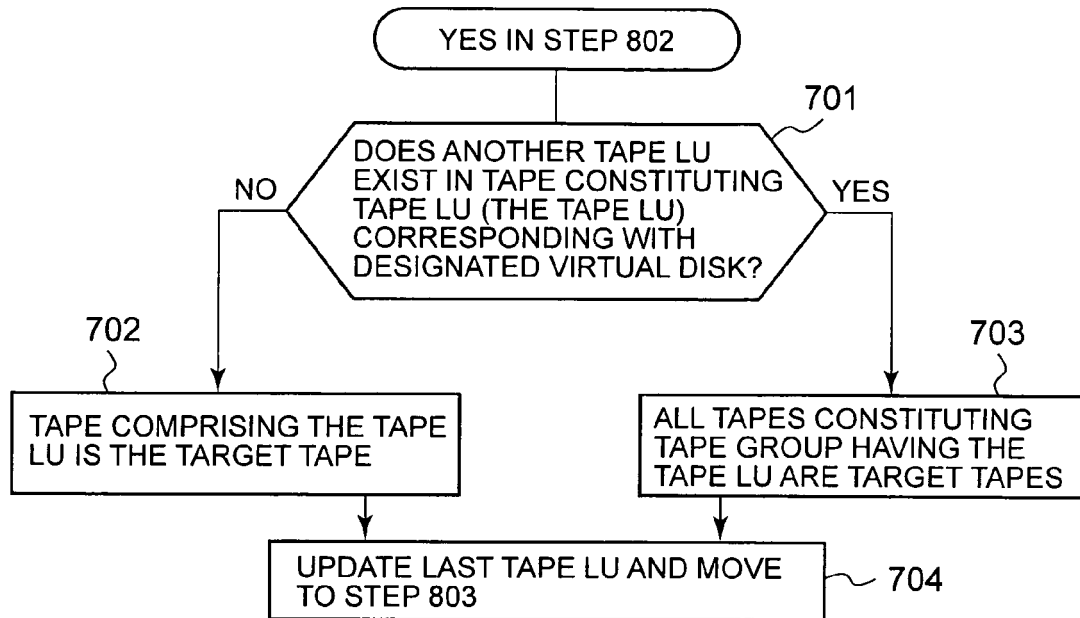 YES IN STEP 802
701
DOES ANOTHER TAPE LU
EXIST IN TAPE CONSTITUTING
TAPE LU (THE TAPE LU)
CORRESPONDING WITH
DESIGNATED VIRTUAL DISK?
NO
YES
702
TAPE COMPRISING THE TAPE
LU IS THE TARGET TAPE
703
ALL TAPES CONSTITUTING
TAPE GROUP HAVING THE
TAPE LU ARE TARGET TAPES
UPDATE LAST TAPE LU AND MOVE
TO STEP 803
704